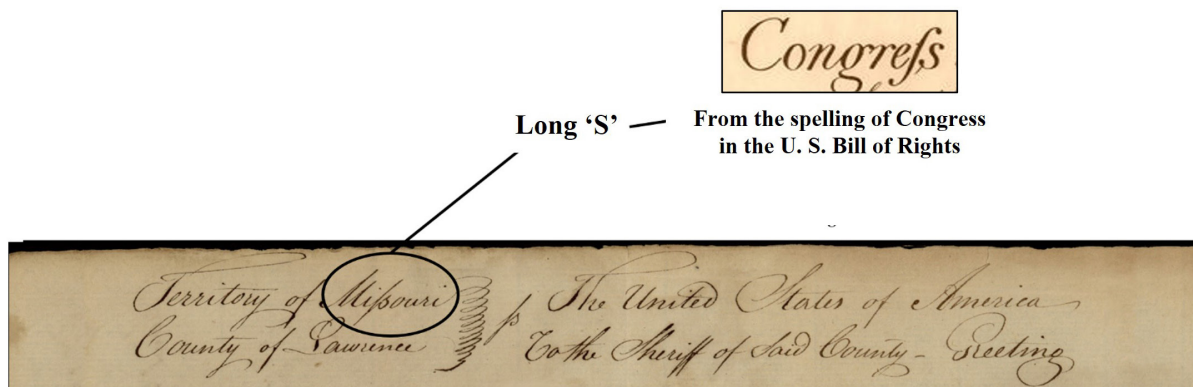 Congreſs
From the spelling of Congress
in the U. S. Bill of Rights
Long ‘S’
Territory of Miſsouri ſs The United States of America
County of Lawrence To the Sheriff of Said County – Greeting